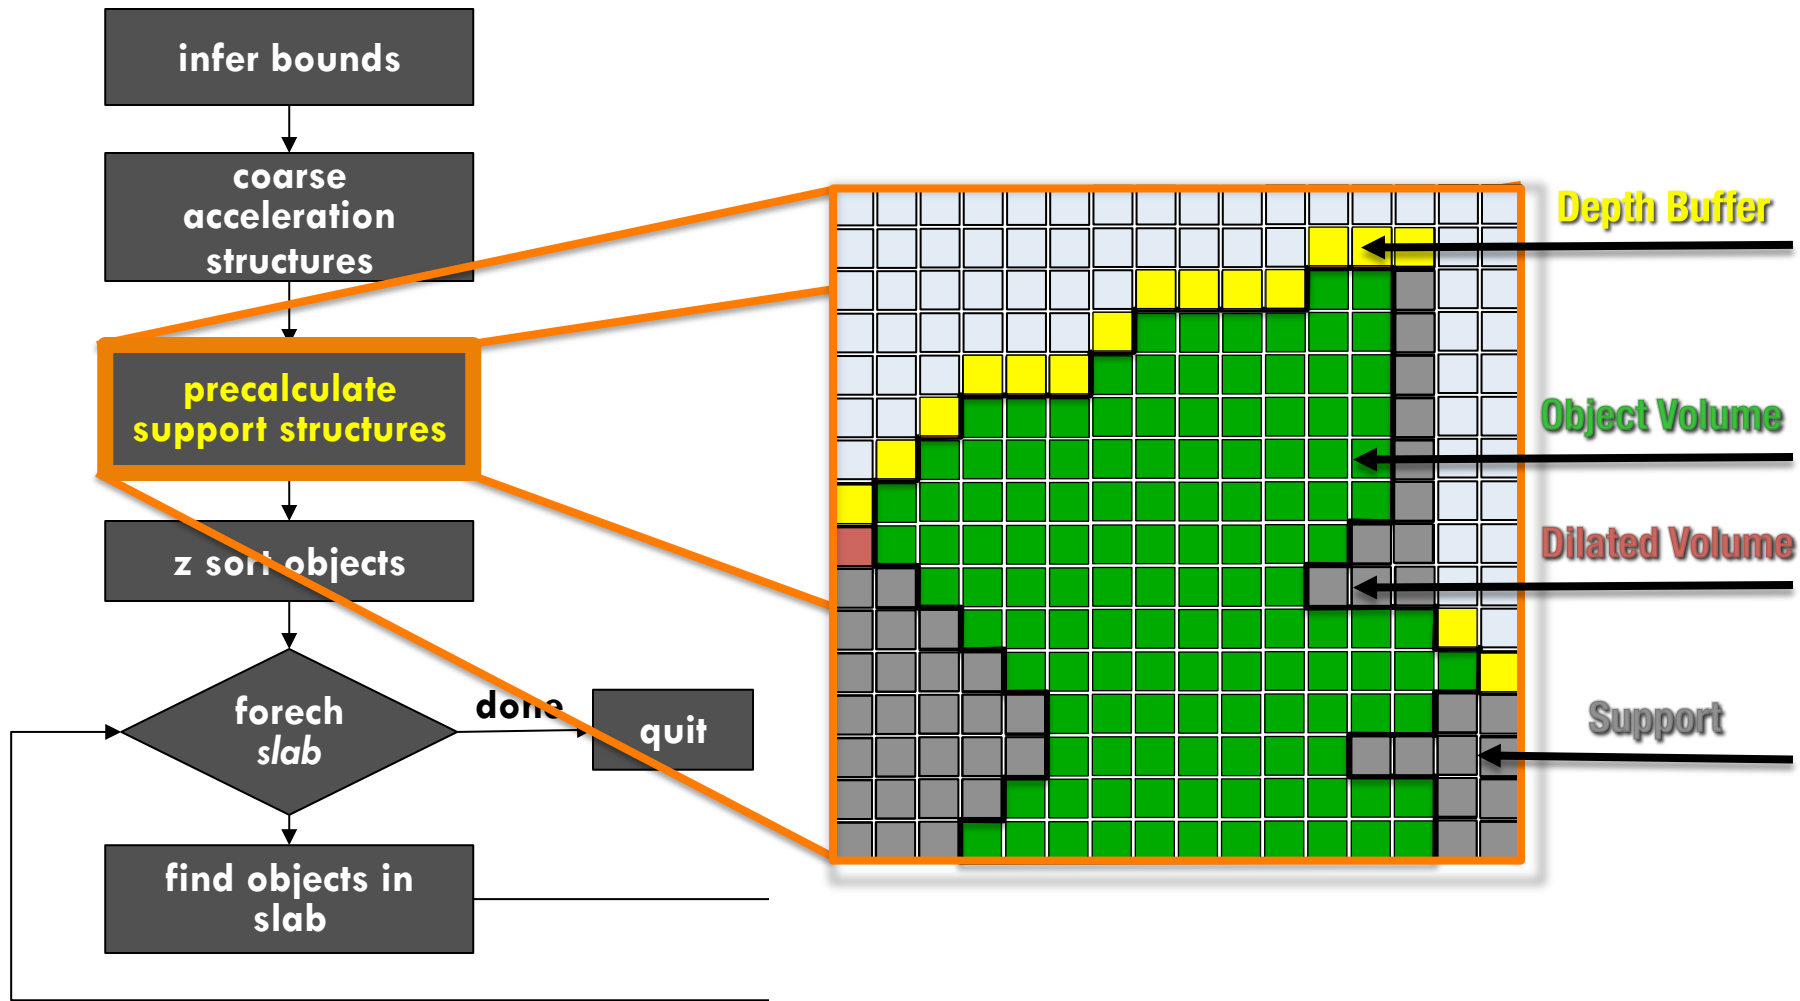 infer bounds
coarse
acceleration
structures
precalculate
support structures
z sort objects
forech
slab
done
quit
find objects in
slab
Depth Buffer
Object Volume
Dilated Volume
Support